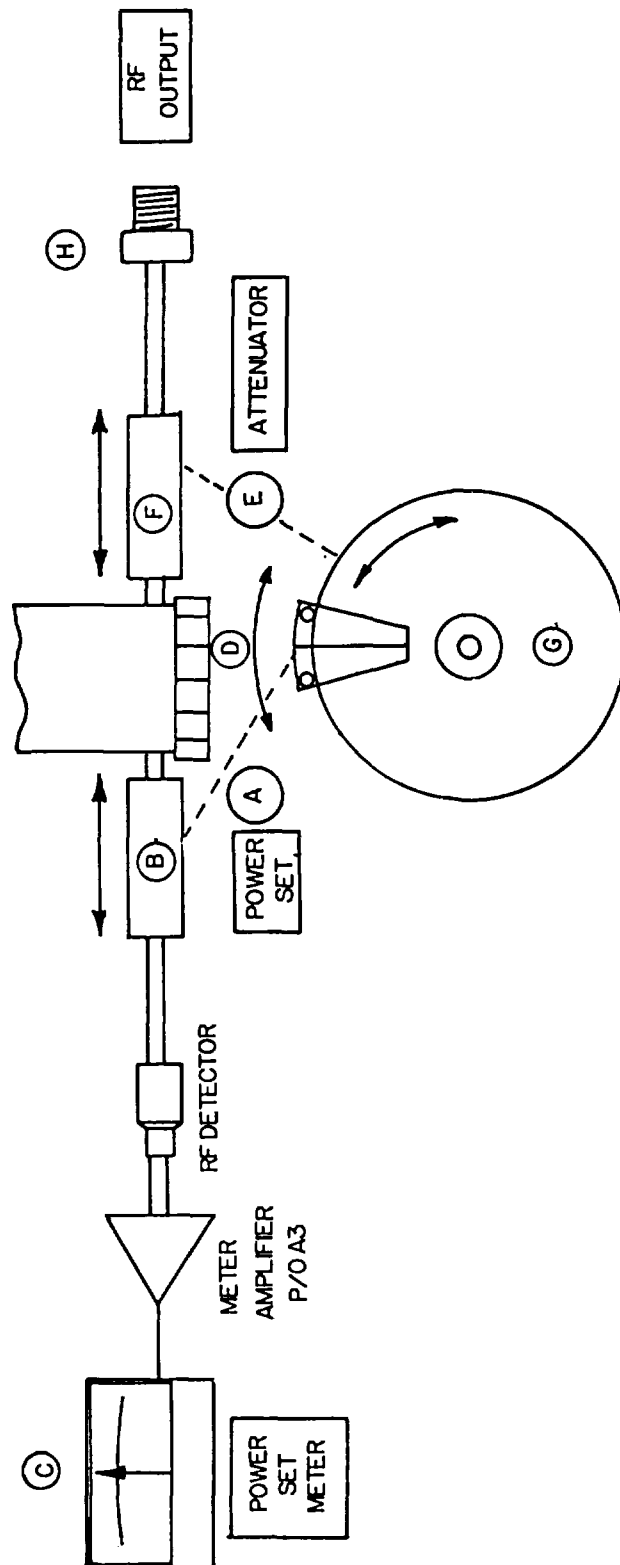 C
POWER
SET
METER
METER
AMPLIFIER
P/O A3
RF DETECTOR
B
POWER
SET
A
D
F
E
ATTENUATOR
G
H
RF
OUTPUT